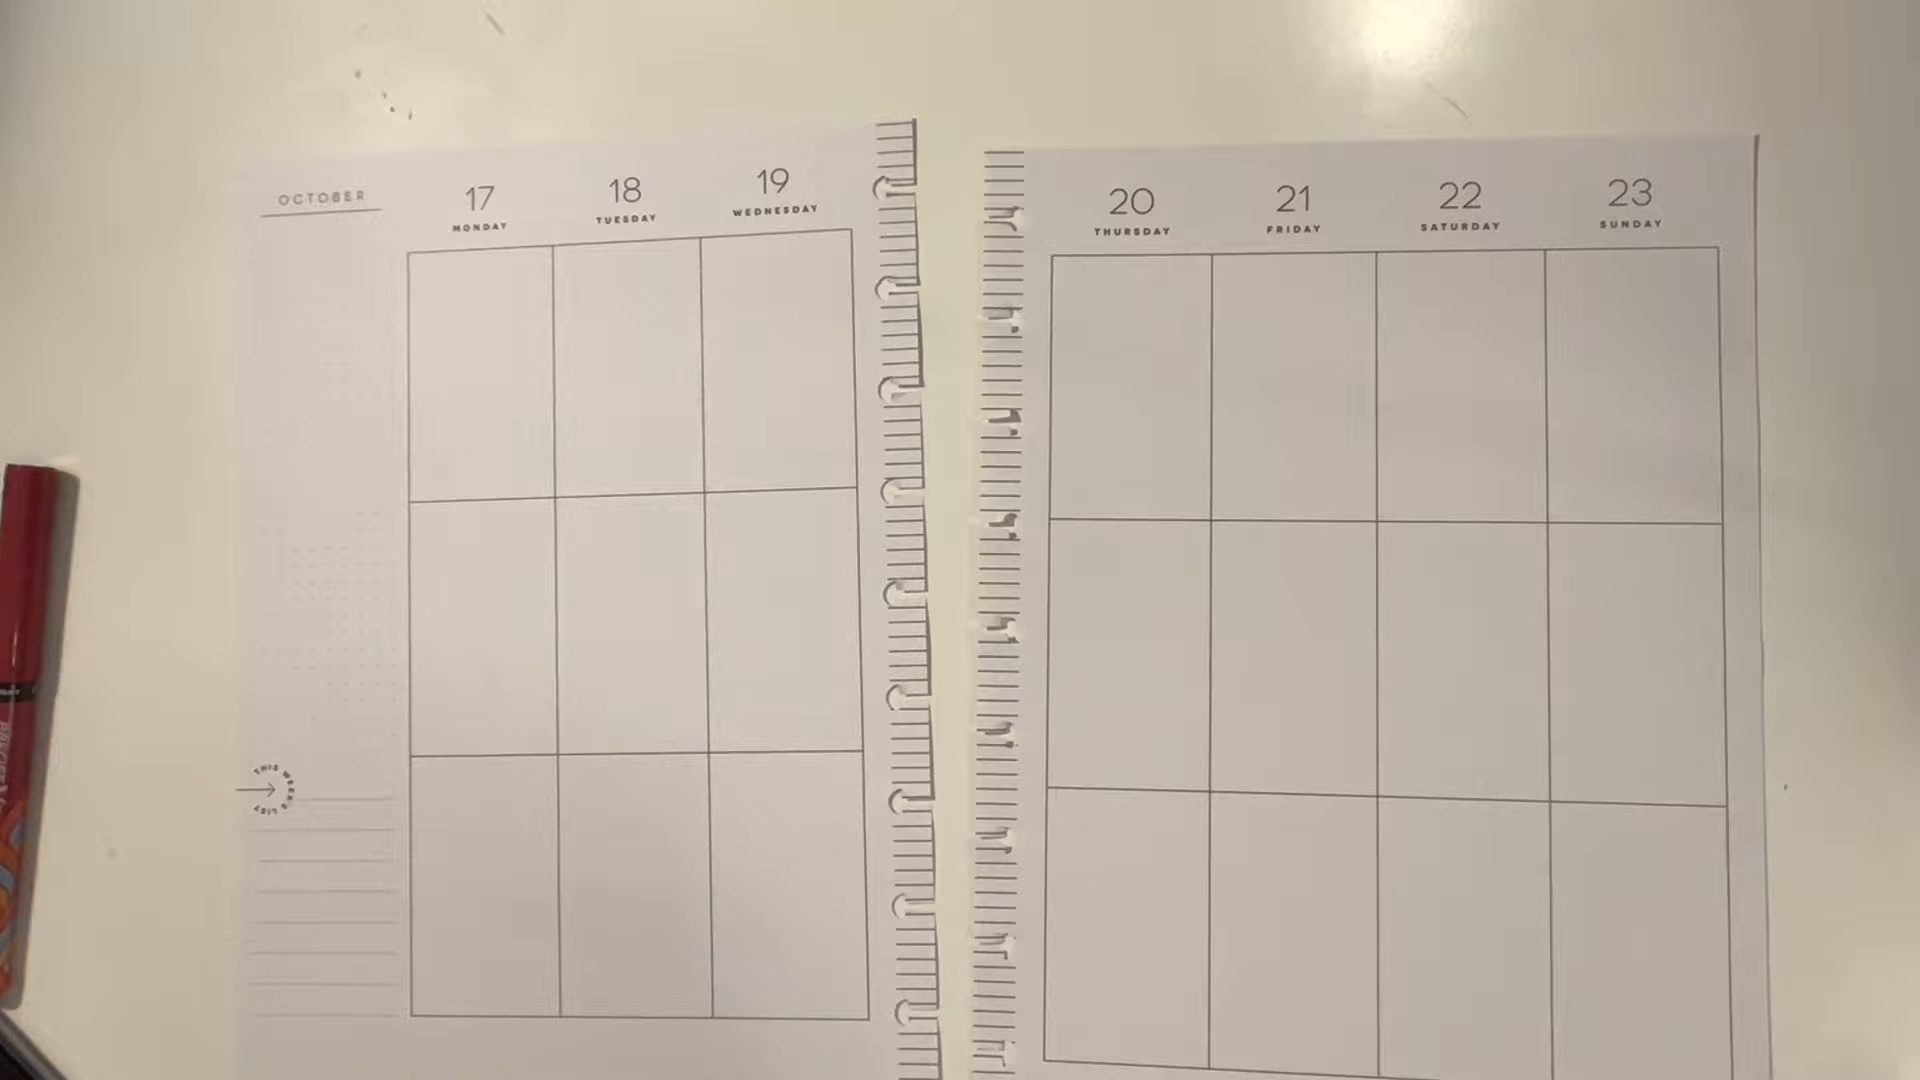 OCTOBER
17
MONDAY
18
TUESDAY
19
WEDNESDAY
THIS WEEK'S LIST
20
THURSDAY
21
FRIDAY
22
SATURDAY
23
SUNDAY